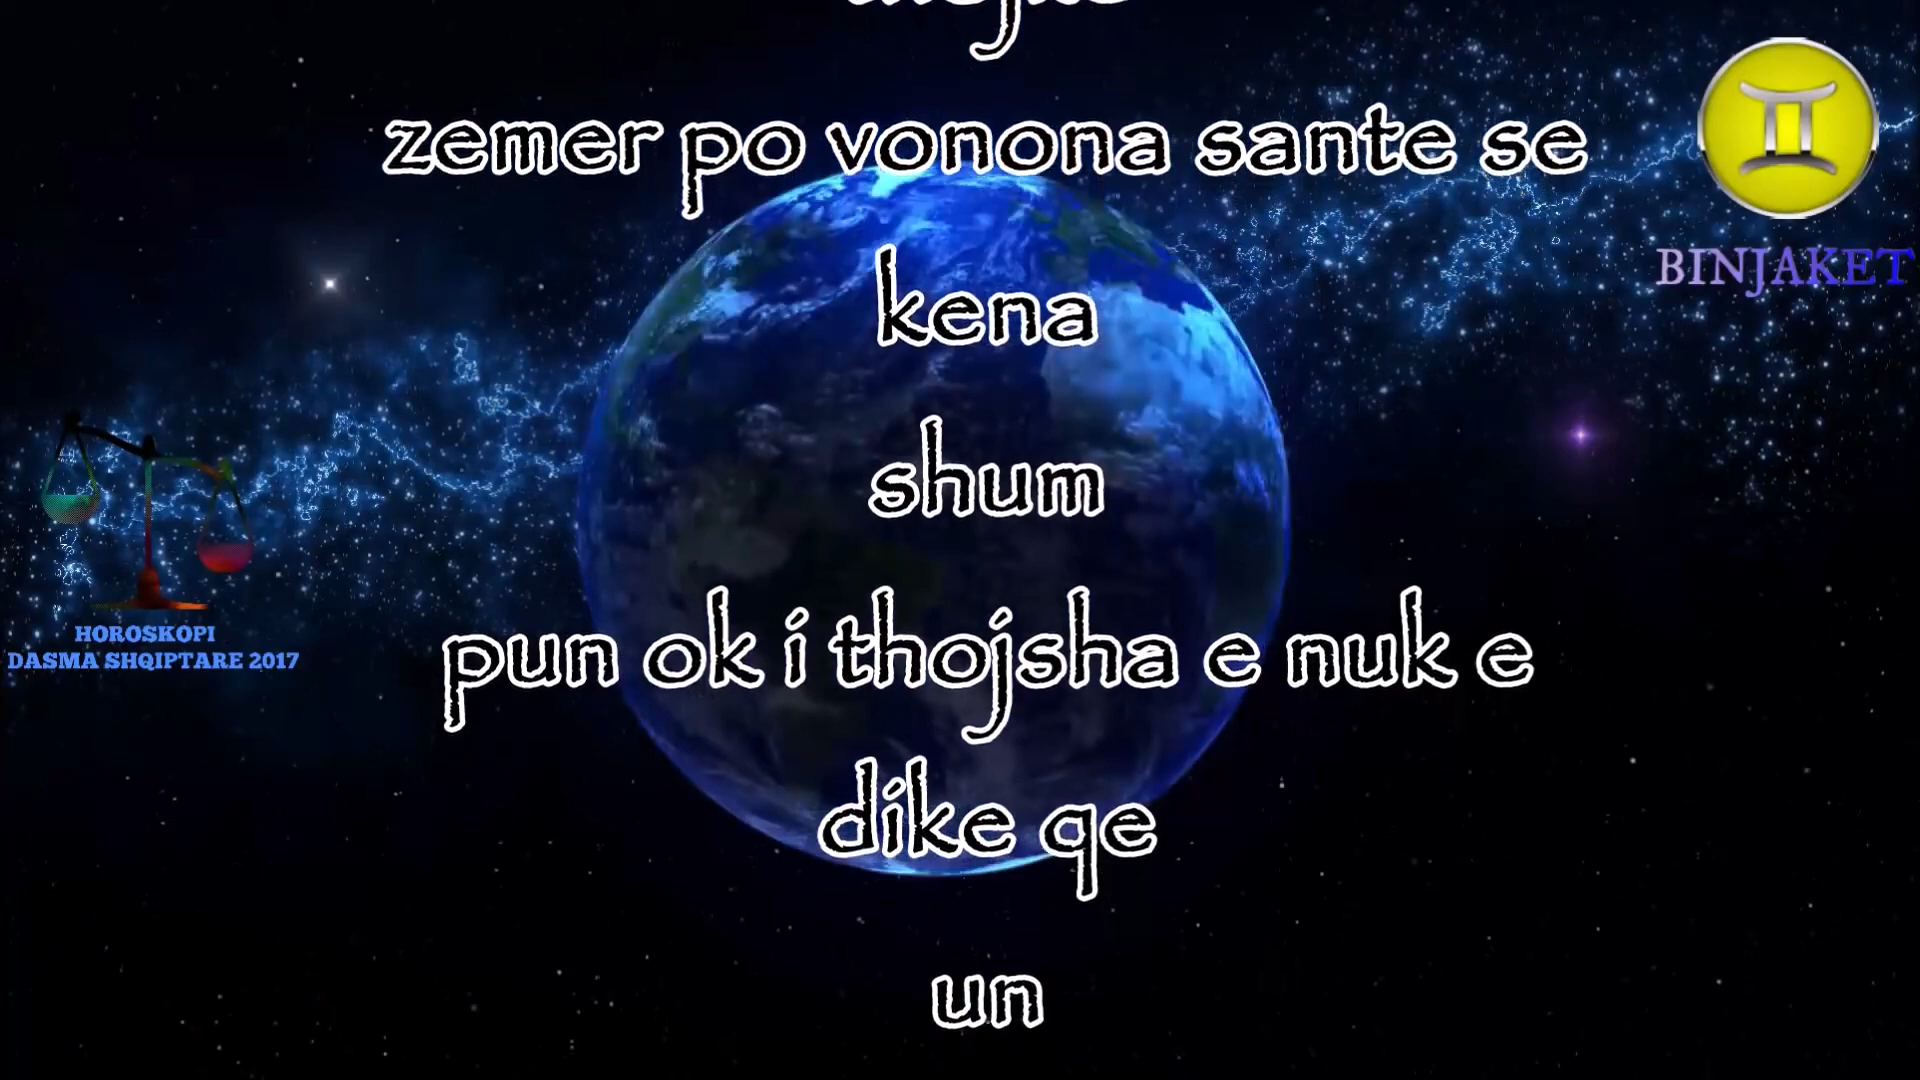 zemer po vonona sante se
BINJAKET
kena
shum
HOROSKOPI
DASMA SHQIPTARE 2017
pun ok i thojsha e nuk e
dike qe
un